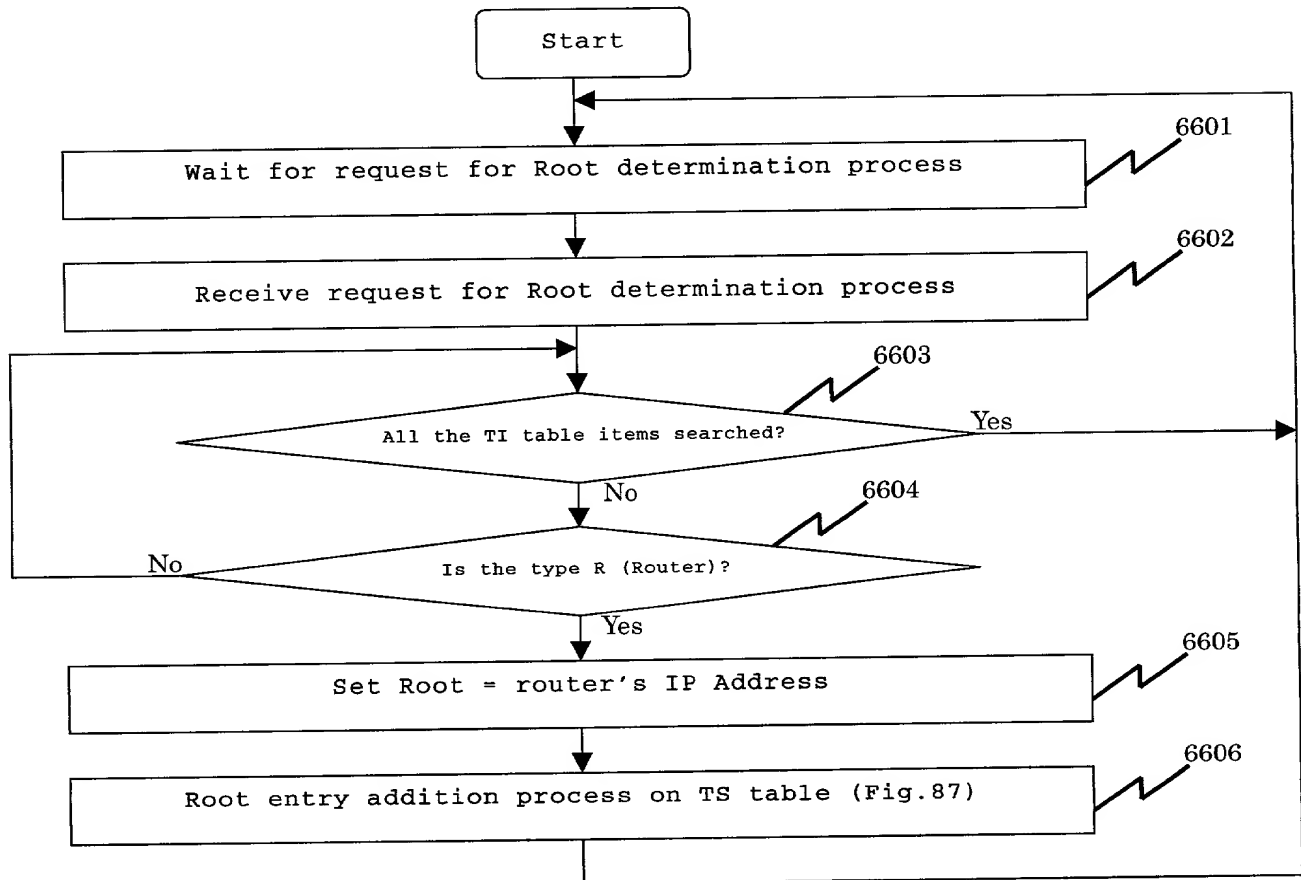 Start
6601
Wait for request for Root determination process
6602
Receive request for Root determination process
6603
All the TI table items searched?
Yes
No
6604
No
Is the type R (Router)?
Yes
6605
Set Root = router's IP Address
6606
Root entry addition process on TS table (Fig.87)